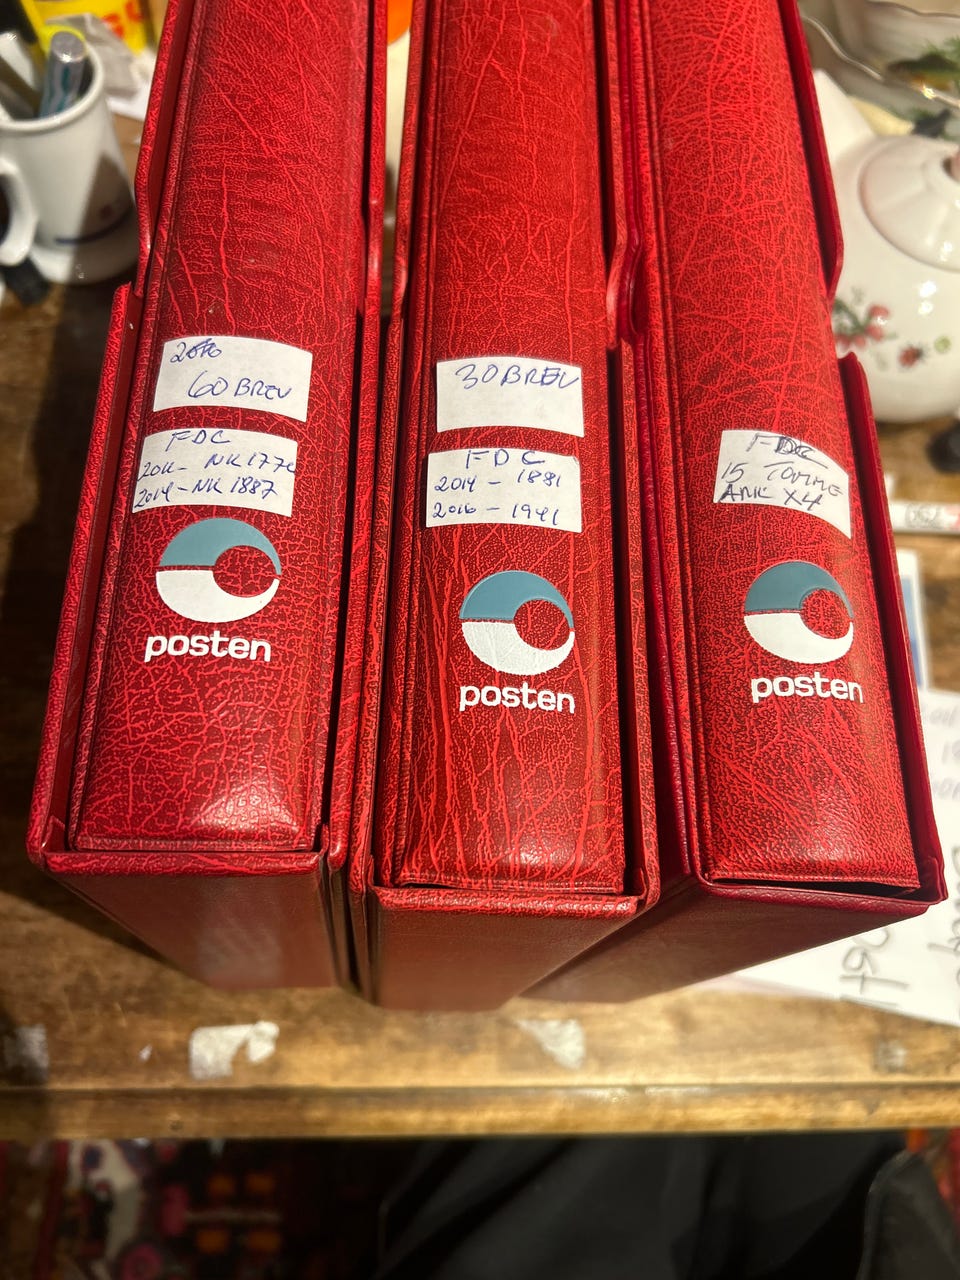 60 BREV
FDC
2011- NK 1770
2014-NK 1887
posten
30 BREV
FDC
2014 - 1881
2016 - 1941
posten
15 TOMME
ARK X4
posten